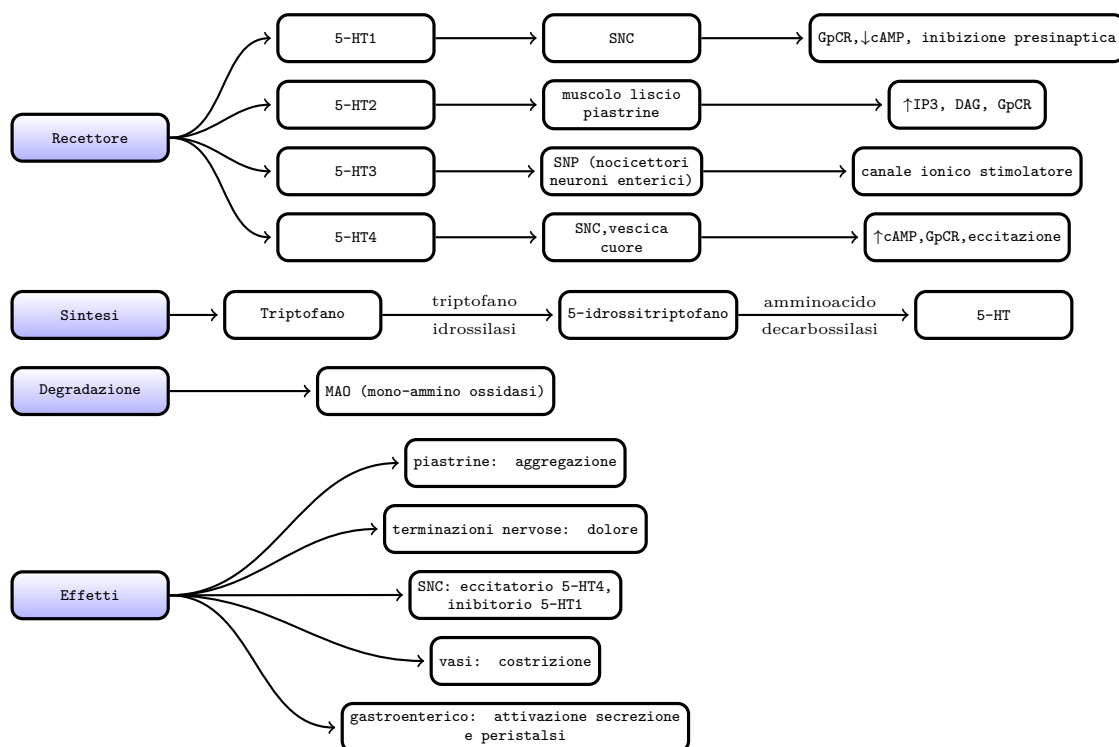 Recettore
5-HT1
SNC
GpCR,↓cAMP, inibizione presinaptica
5-HT2
muscolo liscio
piastrine
↑IP3, DAG, GpCR
5-HT3
SNP (nocicettori
neuroni enterici)
canale ionico stimolatore
5-HT4
SNC,vescica
cuore
↑cAMP,GpCR,eccitazione
Sintesi
Triptofano
triptofano
idrossilasi
5-idrossitriptofano
amminoacido
decarbossilasi
5-HT
Degradazione
MAO (mono-ammino ossidasi)
Effetti
piastrine: aggregazione
terminazioni nervose: dolore
SNC: eccitatorio 5-HT4,
inibitorio 5-HT1
vasi: costrizione
gastroenterico: attivazione secrezione
e peristalsi